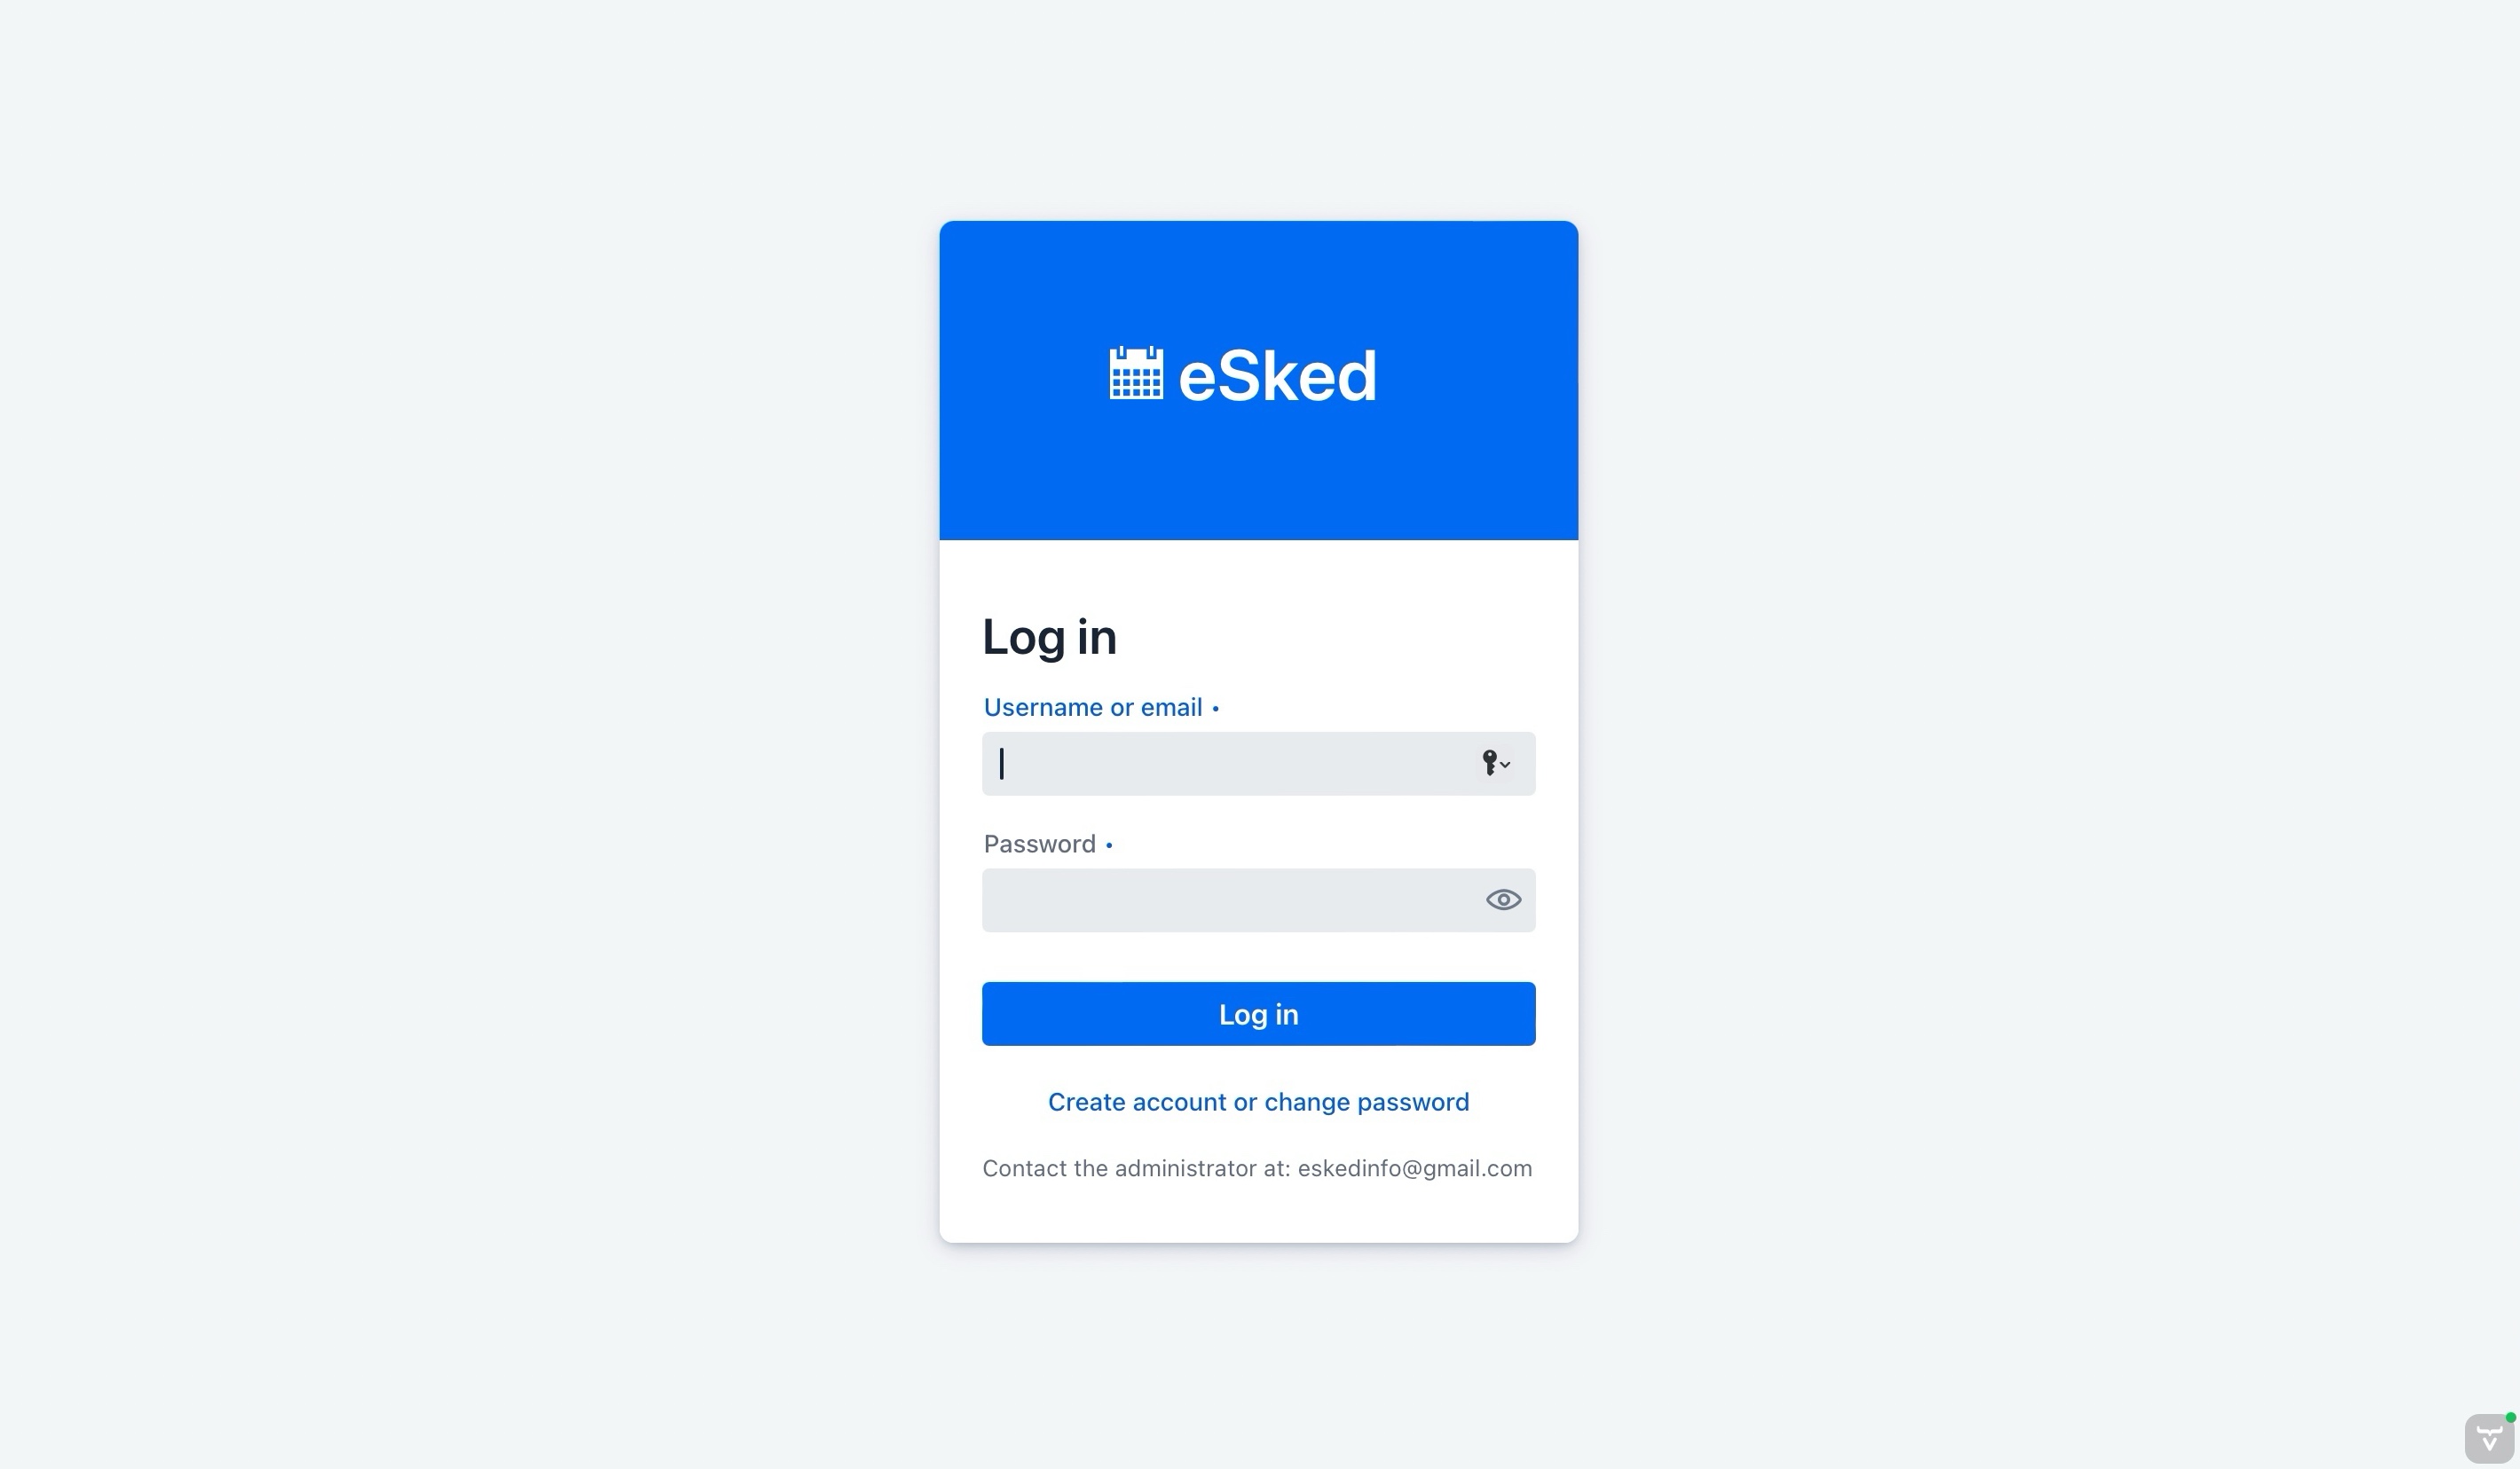 eSked
Log in
Username or email •
Password •
Log in
Create account or change password
Contact the administrator at: eskedinfo@gmail.com